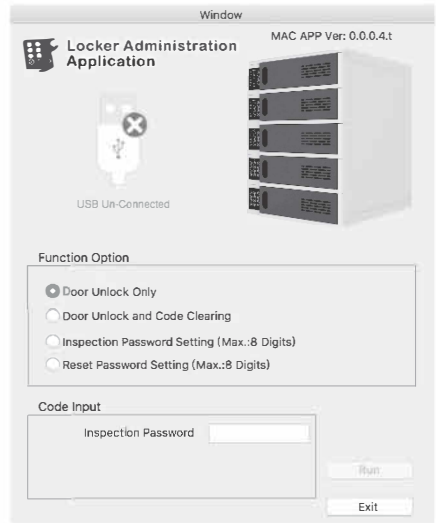 Window
MAC APP Ver: 0.0.0.4.t
Locker Administration
Application
USB Un-Connected
Function Option
Door Unlock Only
Door Unlock and Code Clearing
Inspection Password Setting (Max.:8 Digits)
Reset Password Setting (Max.:8 Digits)
Code Input
Inspection Password
Run
Exit